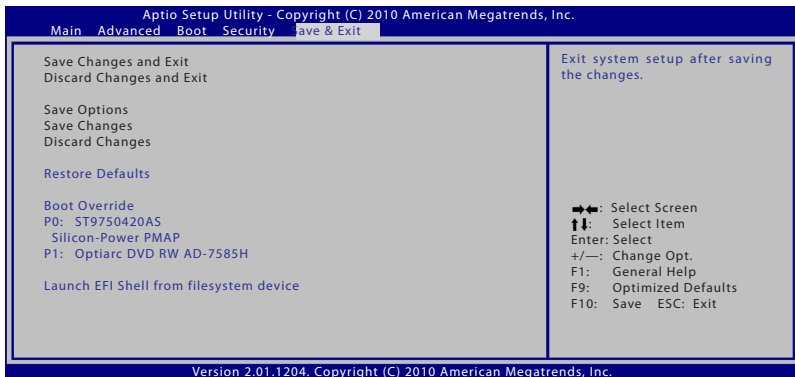 Aptio Setup Utility - Copyright (C) 2010 American Megatrends, Inc.
Main Advanced Boot Security Save & Exit
Save Changes and Exit
Discard Changes and Exit
Save Options
Save Changes
Discard Changes
Restore Defaults
Boot Override
P0: ST9750420AS
Silicon-Power PMAP
P1: Optiarc DVD RW AD-7585H
Launch EFI Shell from filesystem device
Exit system setup after saving
the changes.
➡⬅: Select Screen
⬆⬇: Select Item
Enter: Select
+/—: Change Opt.
F1: General Help
F9: Optimized Defaults
F10: Save ESC: Exit
Version 2.01.1204. Copyright (C) 2010 American Megatrends, Inc.